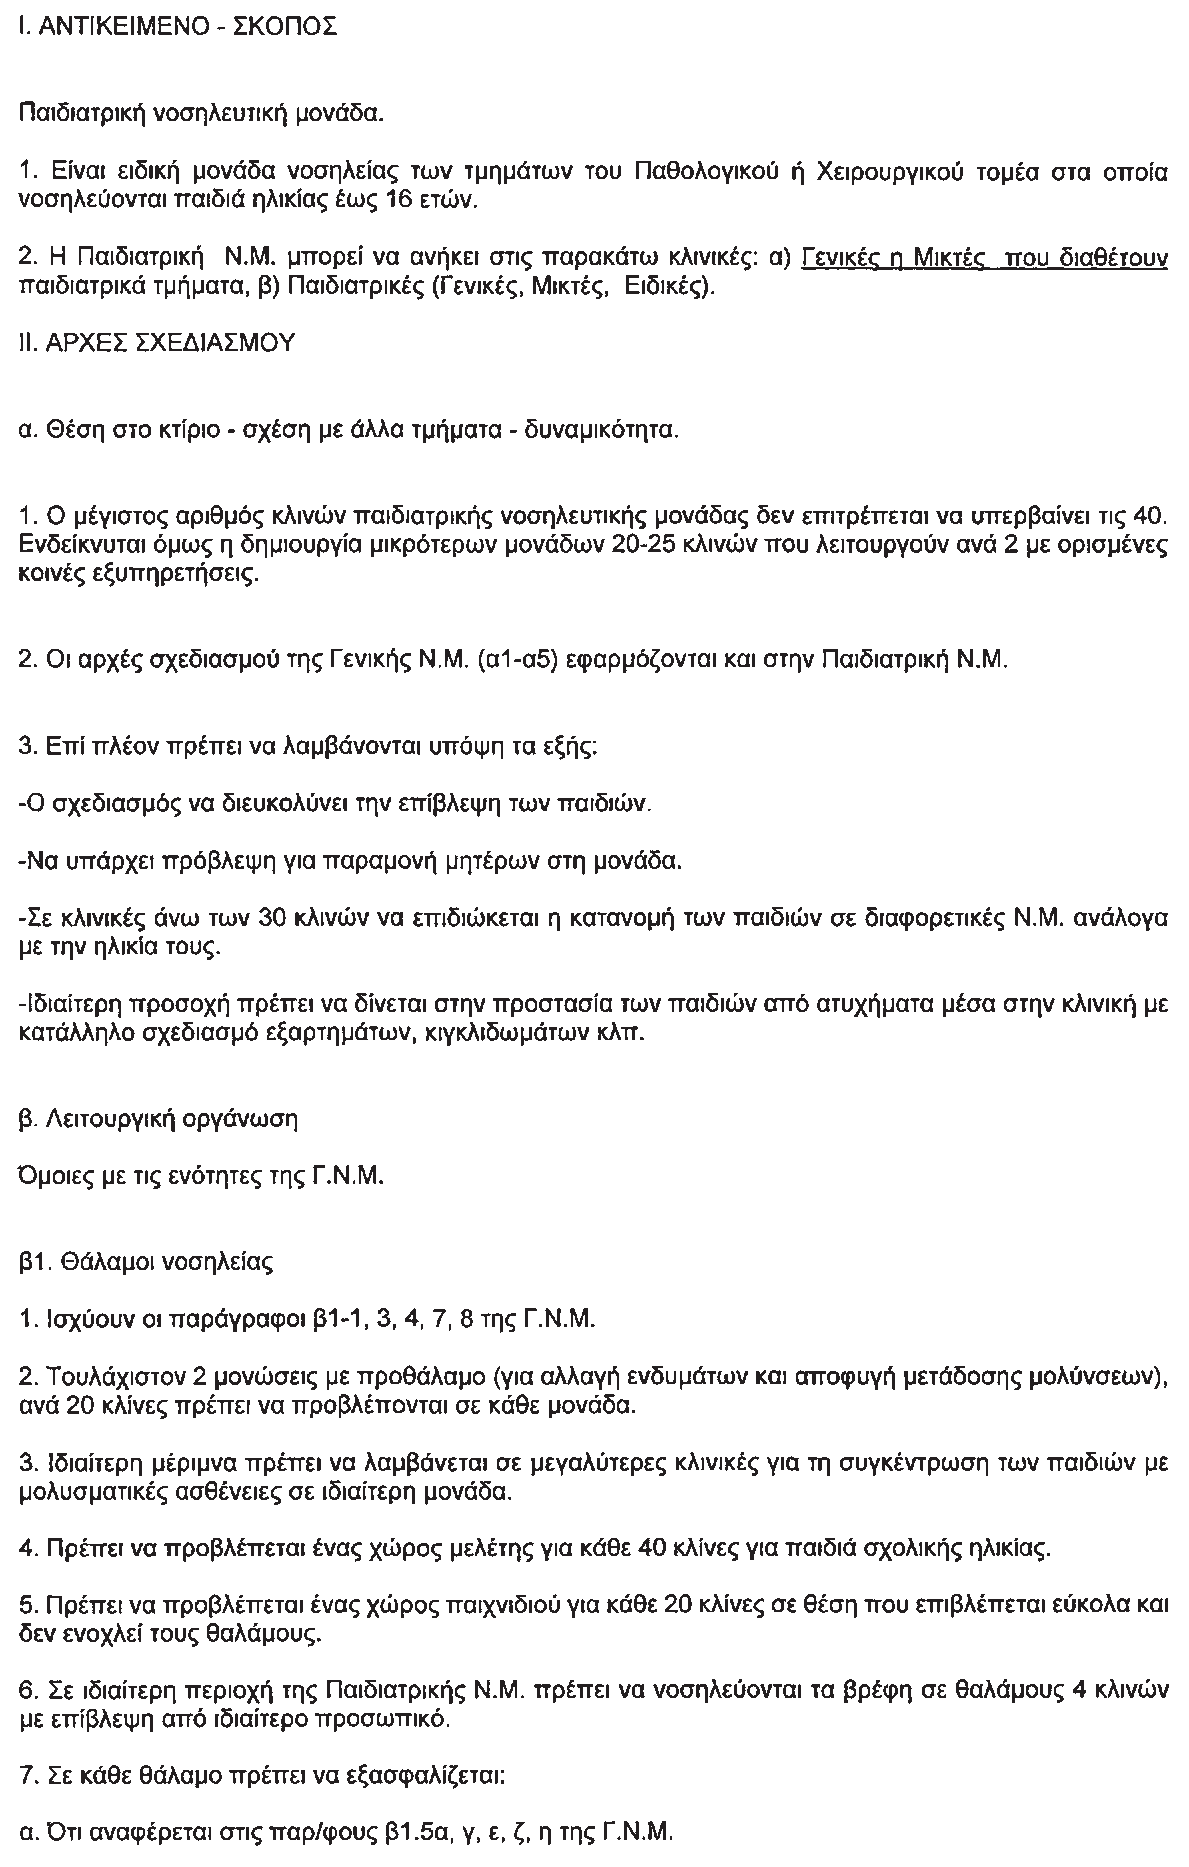 Ι. ΑΝΤΙΚΕΙΜΕΝΟ - ΣΚΟΠΟΣ
Παιδιατρική νοσηλευτική μονάδα.
1. Είναι ειδική μονάδα νοσηλείας των τμημάτων του Παθολογικού ή Χειρουργικού τομέα στα οποία
νοσηλεύονται παιδιά ηλικίας έως 16 ετών.
2. Η Παιδιατρική Ν.Μ. μπορεί να ανήκει στις παρακάτω κλινικές: α) Γενικές η Μικτές που διαθέτουν
παιδιατρικά τμήματα, β) Παιδιατρικές (Γενικές, Μικτές, Ειδικές).
ΙΙ. ΑΡΧΕΣ ΣΧΕΔΙΑΣΜΟΥ
α. Θέση στο κτίριο - σχέση με άλλα τμήματα - δυναμικότητα.
1. Ο μέγιστος αριθμός κλινών παιδιατρικής νοσηλευτικής μονάδας δεν επιτρέπεται να υπερβαίνει τις 40.
Ενδείκνυται όμως η δημιουργία μικρότερων μονάδων 20-25 κλινών που λειτουργούν ανά 2 με ορισμένες
κοινές εξυπηρετήσεις.
2. Οι αρχές σχεδιασμού της Γενικής Ν.Μ. (α1-α5) εφαρμόζονται και στην Παιδιατρική Ν.Μ.
3. Επί πλέον πρέπει να λαμβάνονται υπόψη τα εξής:
-Ο σχεδιασμός να διευκολύνει την επίβλεψη των παιδιών.
-Να υπάρχει πρόβλεψη για παραμονή μητέρων στη μονάδα.
-Σε κλινικές άνω των 30 κλινών να επιδιώκεται η κατανομή των παιδιών σε διαφορετικές Ν.Μ. ανάλογα
με την ηλικία τους.
-Ιδιαίτερη προσοχή πρέπει να δίνεται στην προστασία των παιδιών από ατυχήματα μέσα στην κλινική με
κατάλληλο σχεδιασμό εξαρτημάτων, κιγκλιδωμάτων κλπ.
β. Λειτουργική οργάνωση
Όμοιες με τις ενότητες της Γ.Ν.Μ.
β1. Θάλαμοι νοσηλείας
1. Ισχύουν οι παράγραφοι β1-1, 3, 4, 7, 8 της Γ.Ν.Μ.
2. Τουλάχιστον 2 μονώσεις με προθάλαμο (για αλλαγή ενδυμάτων και αποφυγή μετάδοσης μολύνσεων),
ανά 20 κλίνες πρέπει να προβλέπονται σε κάθε μονάδα.
3. Ιδιαίτερη μέριμνα πρέπει να λαμβάνεται σε μεγαλύτερες κλινικές για τη συγκέντρωση των παιδιών με
μολυσματικές ασθένειες σε ιδιαίτερη μονάδα.
4. Πρέπει να προβλέπεται ένας χώρος μελέτης για κάθε 40 κλίνες για παιδιά σχολικής ηλικίας.
5. Πρέπει να προβλέπεται ένας χώρος παιχνιδιού για κάθε 20 κλίνες σε θέση που επιβλέπεται εύκολα και
δεν ενοχλεί τους θαλάμους.
6. Σε ιδιαίτερη περιοχή της Παιδιατρικής Ν.Μ. πρέπει να νοσηλεύονται τα βρέφη σε θαλάμους 4 κλινών
με επίβλεψη από ιδιαίτερο προσωπικό.
7. Σε κάθε θάλαμο πρέπει να εξασφαλίζεται:
α. Ότι αναφέρεται στις παρ/φους β1.5α, γ, ε, ζ, η της Γ.Ν.Μ.